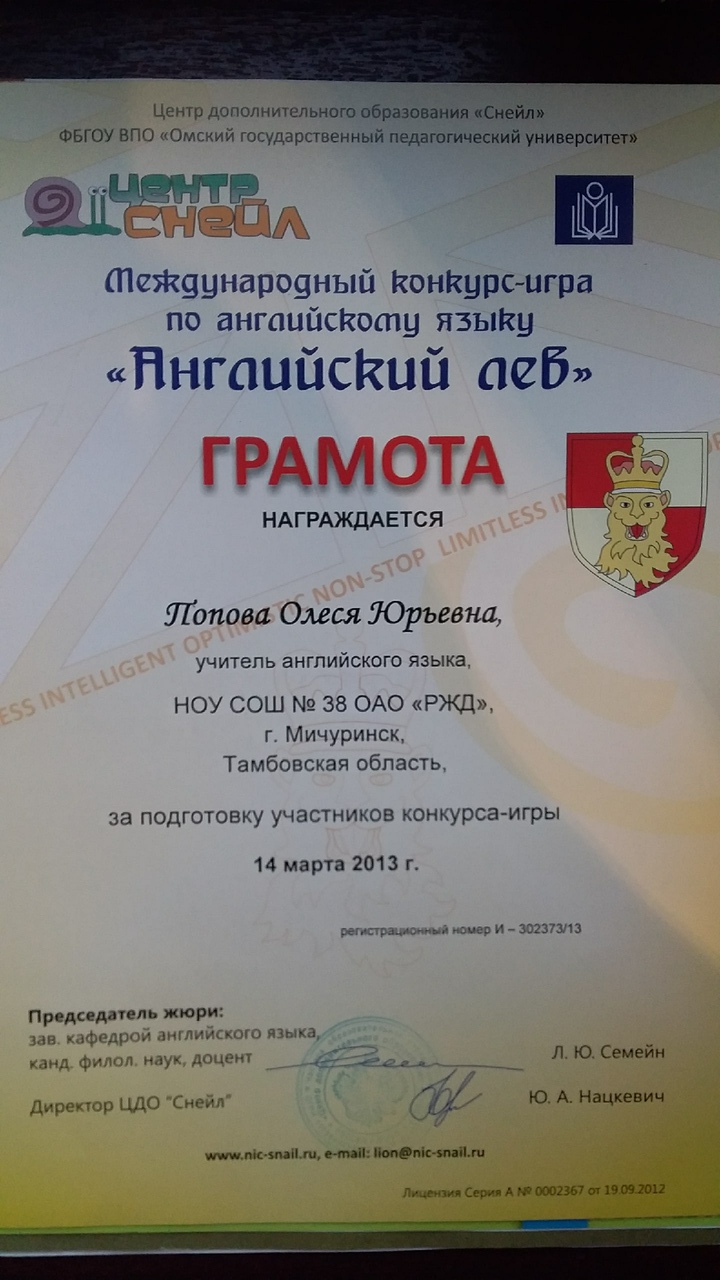 Центр дополнительного образования «Снейл»
ФБГОУ ВПО «Омский государственный педагогический университет»
ЦЕНТР
СНЕЙЛ
Международный конкурс-игра
по английскому языку
«Английский лев»
ГРАМОТА
НАГРАЖДАЕТСЯ
ESS INTELLIGENT OPTIMISTIC NON-STOP LIMITLESS IN
Попова Олеся Юрьевна,
учитель английского языка,
НОУ СОШ № 38 ОАО «РЖД»,
г. Мичуринск,
Тамбовская область,
за подготовку участников конкурса-игры
14 марта 2013 г.
регистрационный номер И – 302373/13
Председатель жюри:
зав. кафедрой английского языка,
канд. филол. наук, доцент
Л. Ю. Семейн
Директор ЦДО "Снейл"
Ю. А. Нацкевич
www.nic-snail.ru, e-mail: lion@nic-snail.ru
Лицензия Серия А № 0002367 от 19.09.2012